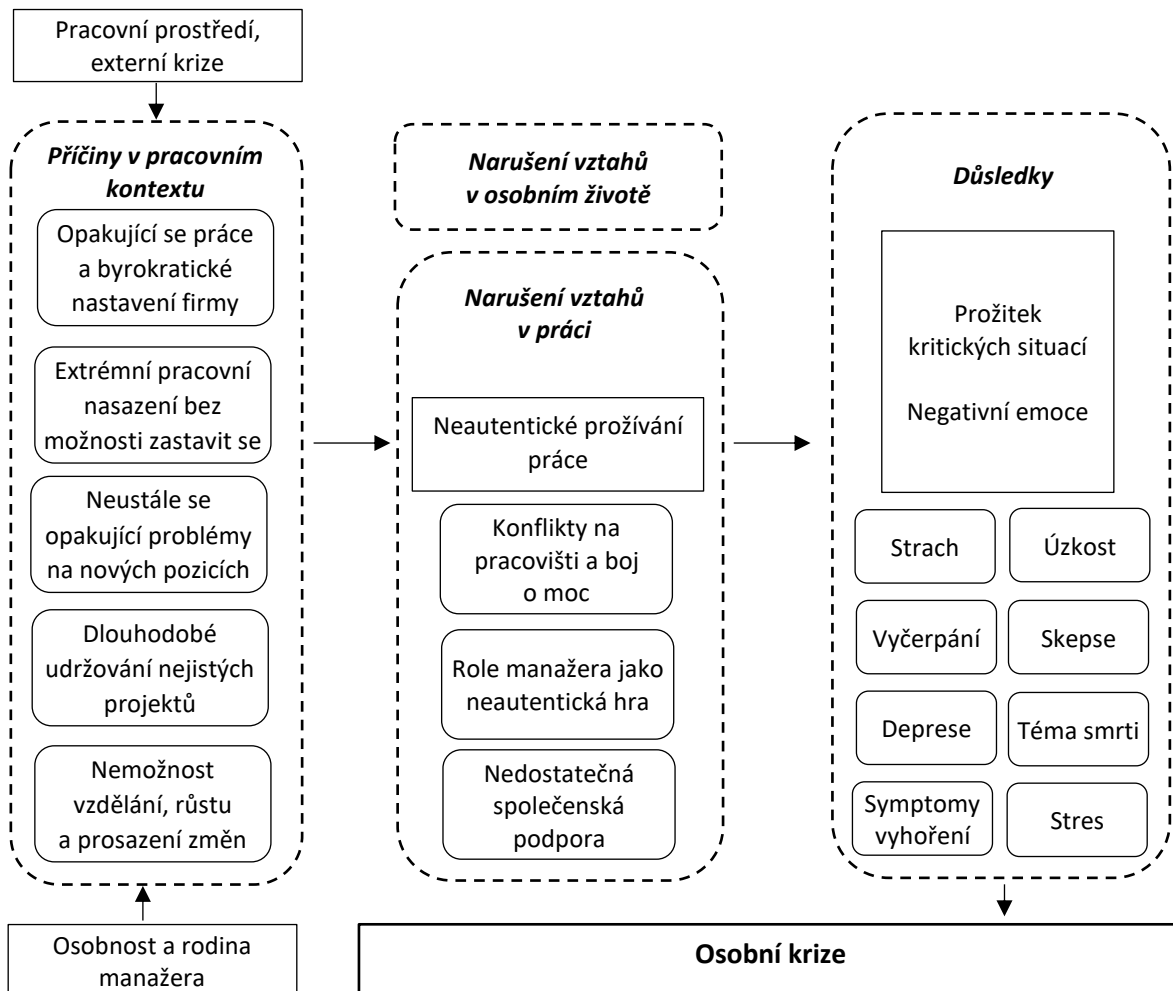 Pracovní prostředí,
externí krize
Příčiny v pracovním
kontextu
Opakující se práce
a byrokratické
nastavení firmy
Extrémní pracovní
nasazení bez
možnosti zastavit se
Neustále se
opakující problémy
na nových pozicích
Dlouhodobé
udržování nejistých
projektů
Nemožnost
vzdělání, růstu
a prosazení změn
Osobnost a rodina
manažera
Narušení vztahů
v osobním životě
Narušení vztahů
v práci
Neautentické prožívání
práce
Konflikty na
pracovišti a boj
o moc
Role manažera jako
neautentická hra
Nedostatečná
společenská
podpora
Důsledky
Prožitek
kritických situací
Negativní emoce
Strach
Úzkost
Vyčerpání
Skepse
Deprese
Téma smrti
Symptomy
vyhoření
Stres
Osobní krize